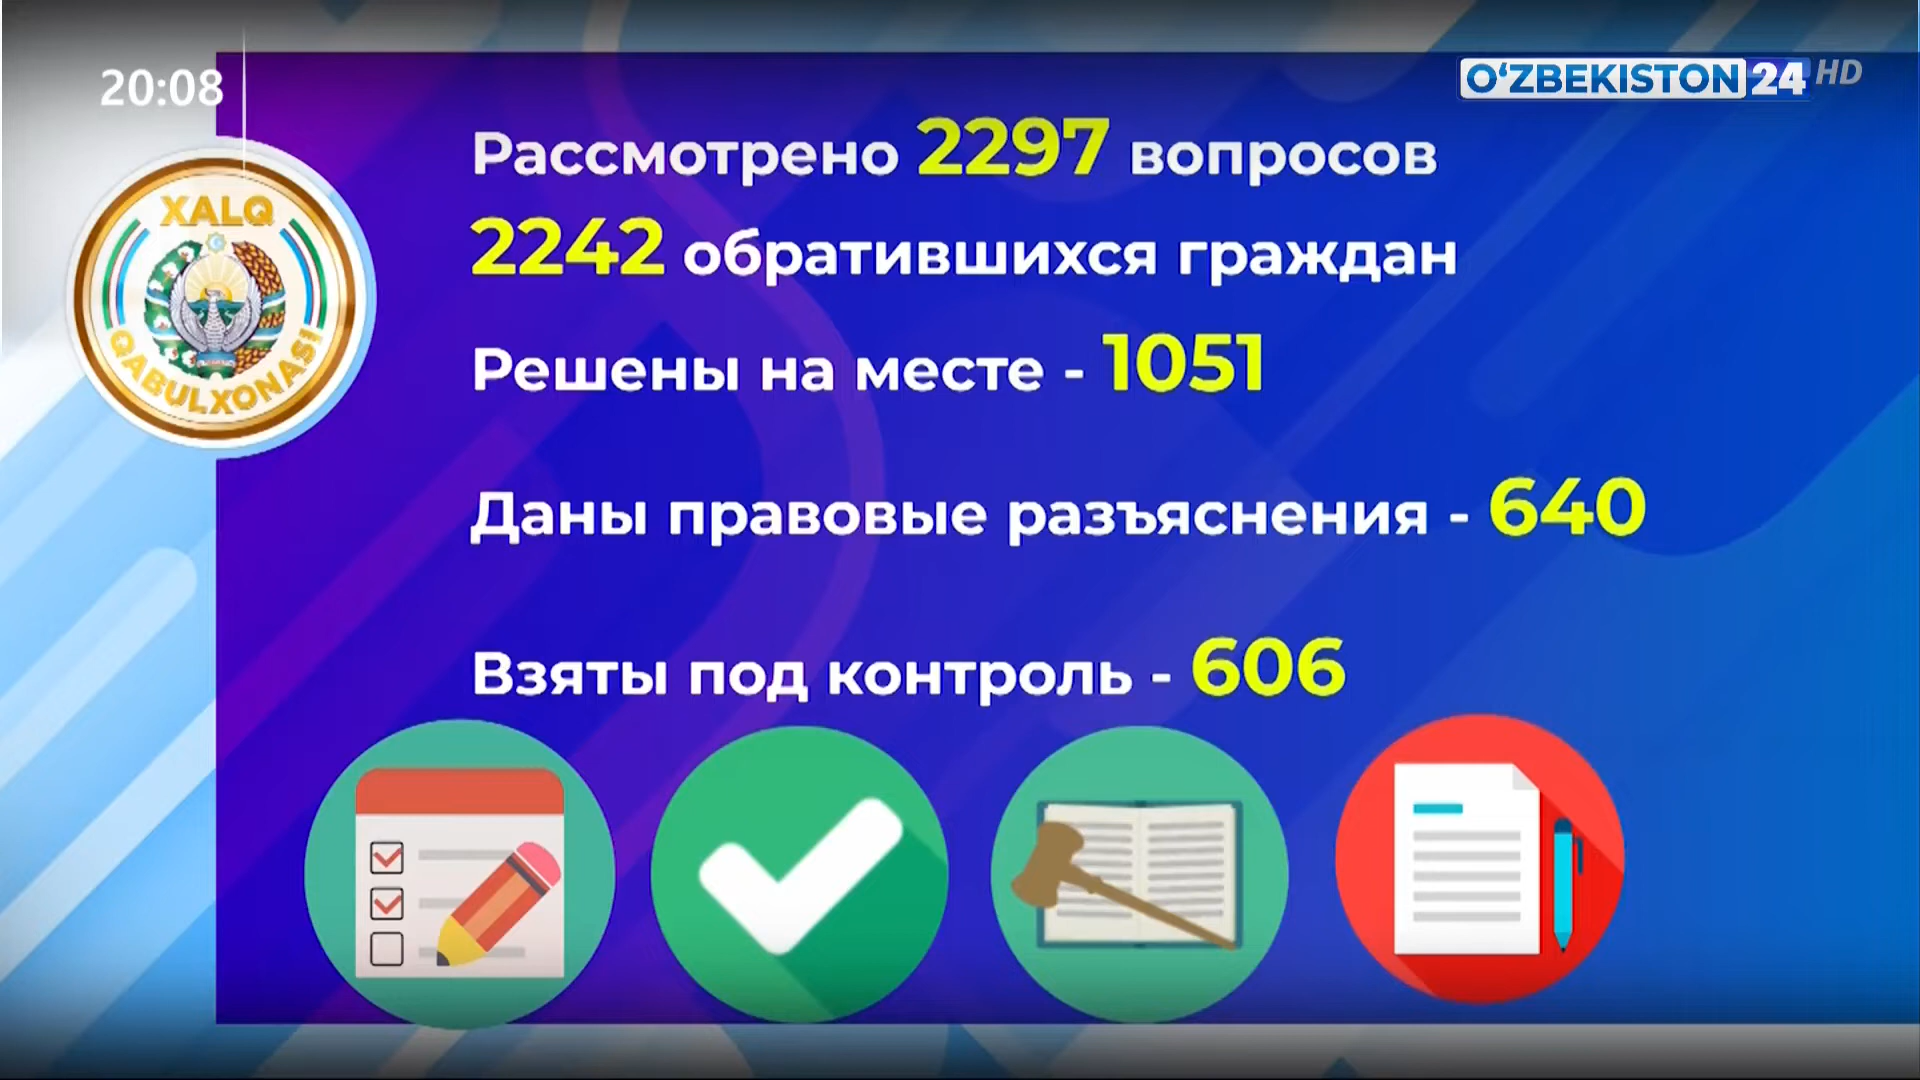 20:08
O‘ZBEKISTON 24 HD
XALQ
QABULXONASI
Рассмотрено 2297 вопросов
2242 обратившихся граждан
Решены на месте - 1051
Даны правовые разъяснения - 640
Взяты под контроль - 606